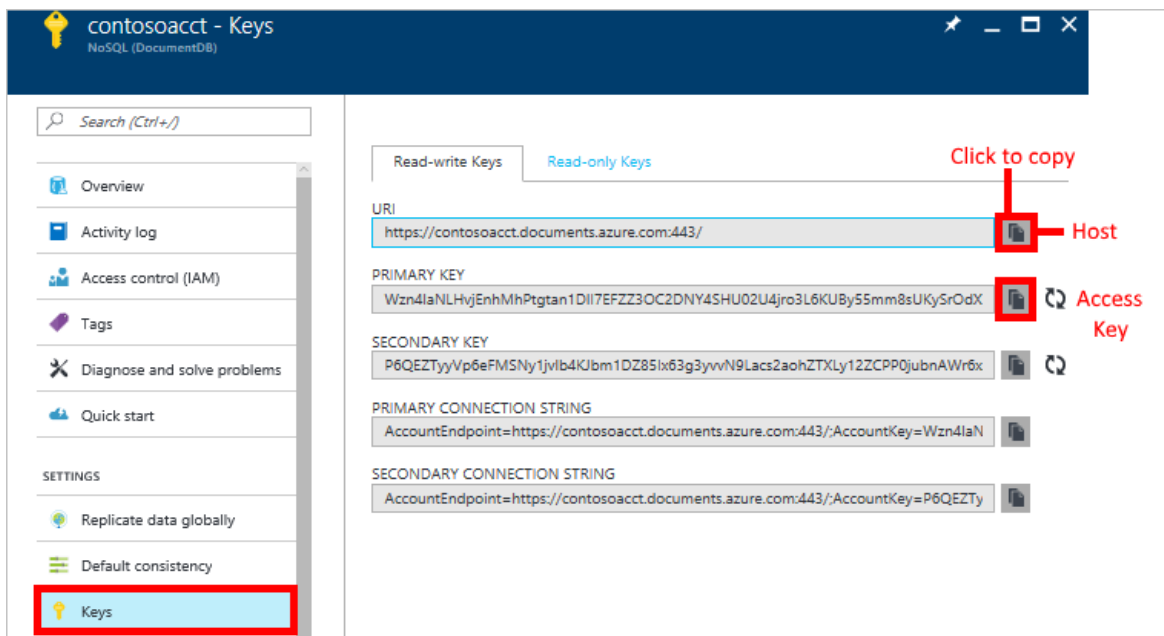 contosoacct - Keys
NoSQL (DocumentDB)
Search (Ctrl+/)
Overview
Activity log
Access control (IAM)
Tags
Diagnose and solve problems
Quick start
SETTINGS
Replicate data globally
Default consistency
Keys
Read-write Keys
Read-only Keys
Click to copy
URI
https://contosoacct.documents.azure.com:443/
Host
PRIMARY KEY
Wzn4IaNLHvjEnhMhPtgtan1DII7EFZZ3OC2DNY4SHU02U4jro3L6KUBy55mm8sUKySrOdX
Access
Key
SECONDARY KEY
P6QEZTyyVp6eFMSNy1jvIb4KJbm1DZ85Ix63g3yvvN9Lacs2aohZTXLy12ZCPP0jubnAWr6x
PRIMARY CONNECTION STRING
AccountEndpoint=https://contosoacct.documents.azure.com:443/;AccountKey=Wzn4IaN
SECONDARY CONNECTION STRING
AccountEndpoint=https://contosoacct.documents.azure.com:443/;AccountKey=P6QEZTy